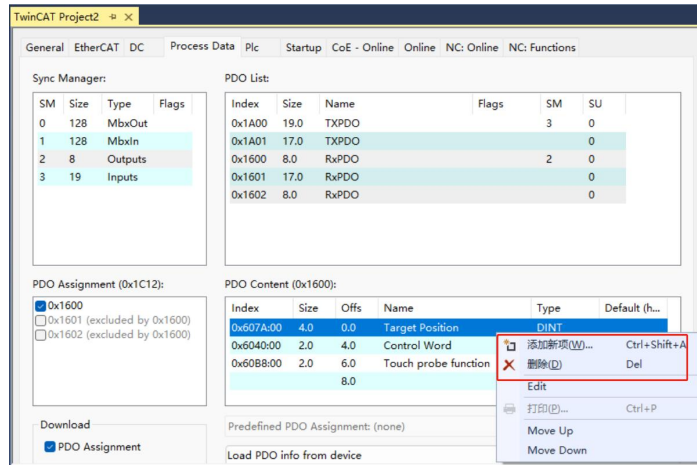 TwinCAT Project2
General EtherCAT DC Process Data Plc Startup CoE - Online Online NC: Online NC: Functions
Sync Manager:
SM Size Type Flags
0 128 MbxOut
1 128 MbxIn
2 8 Outputs
3 19 Inputs
PDO List:
Index Size Name Flags SM SU
0x1A00 19.0 TXPDO 3 0
0x1A01 17.0 TXPDO 0
0x1600 8.0 RxPDO 2 0
0x1601 17.0 RxPDO 0
0x1602 8.0 RxPDO 0
PDO Assignment (0x1C12):
0x1600
0x1601 (excluded by 0x1600)
0x1602 (excluded by 0x1600)
PDO Content (0x1600):
Index Size Offs Name Type Default (h...
0x607A:00 4.0 0.0 Target Position DINT
0x6040:00 2.0 4.0 Control Word
0x60B8:00 2.0 6.0 Touch probe function
8.0
添加新项(W)... Ctrl+Shift+A
删除(D) Del
Edit
打印(P)... Ctrl+P
Move Up
Move Down
Download
PDO Assignment
Predefined PDO Assignment: (none)
Load PDO info from device